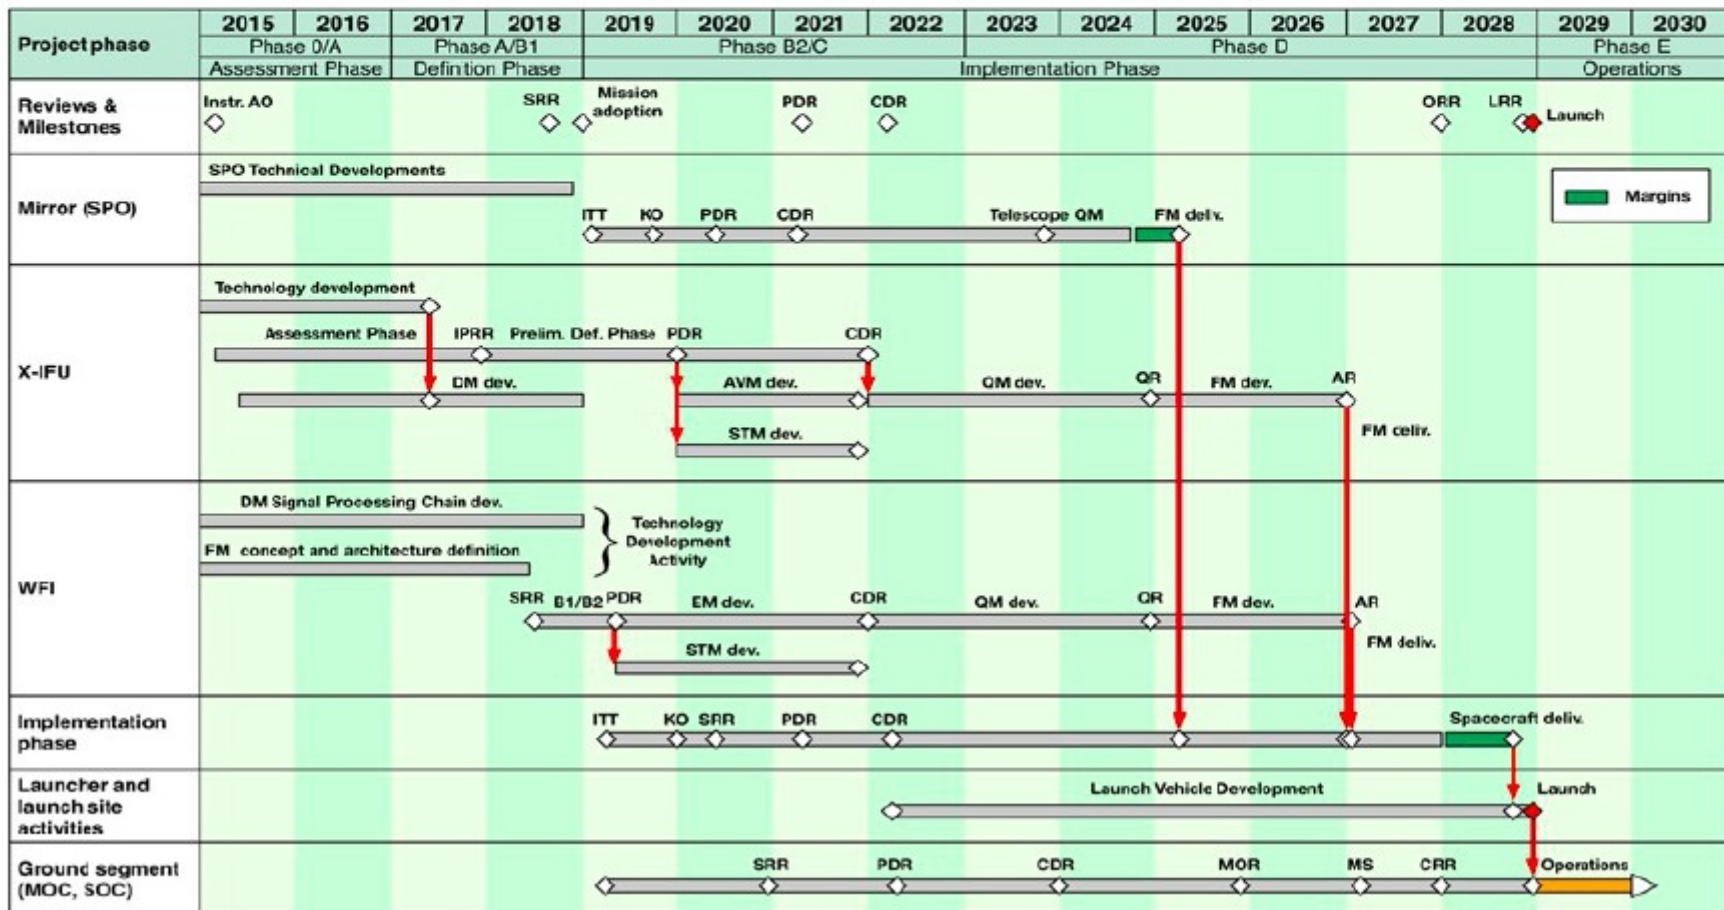 Project phase
2015 2016 2017 2018 2019 2020 2021 2022 2023 2024 2025 2026 2027 2028 2029 2030
Phase 0/A Phase A/B1 Phase B2/C Phase D Phase E
Assessment Phase Defintion Phase Implementation Phase Operations
Reviews &
Milestones
Instr. AO SRR Mission
adoption PDR CDR ORR LRR Launch
Mirror (SPO)
SPO Technical Developments
ITT KO PDR CDR Telescope QM FM deliv.
Margins
X-IFU
Technology development
Assessment Phase IPRR Prelim. Def. Phase PDR CDR
DM dev. AVM dev. QM dev. QR FM dev. AR
FM celiv.
STM dev.
WFI
DM Signal Processing Chain dev.
FM concept and architecture definition
Technology
Development
Activity
SRR B1/B2 PDR EM dev. CDR QM dev. QR FM dev. AR
FM deliv.
STM dev.
Implementation
phase
ITT KO SRR PDR CDR Spacecraft deliv.
Launcher and
launch site
activities
Launch Vehicle Development Launch
Ground segment
(MOC, SOC)
SRR PDR CDR MOR MS CRR Operations